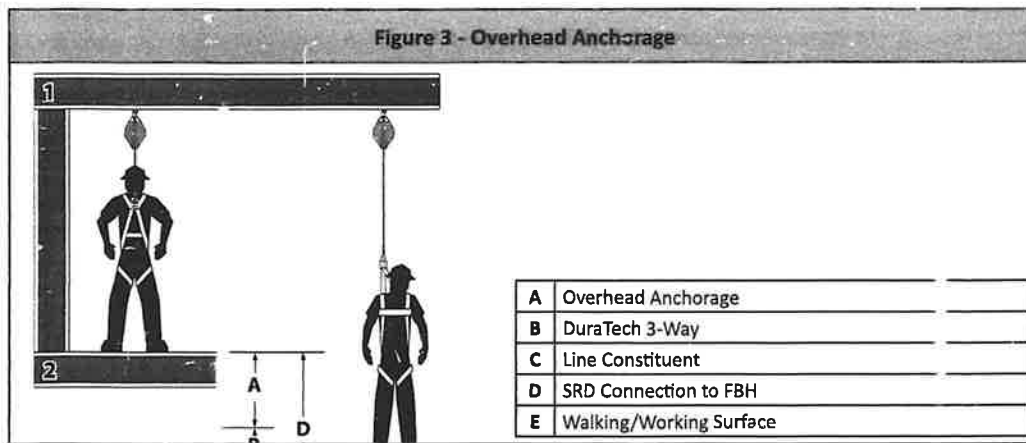 Figure 3 - Overhead Anchorage
1
2
A
D
A Overhead Anchorage
B DuraTech 3-Way
C Line Constituent
D SRD Connection to FBH
E Walking/Working Surface